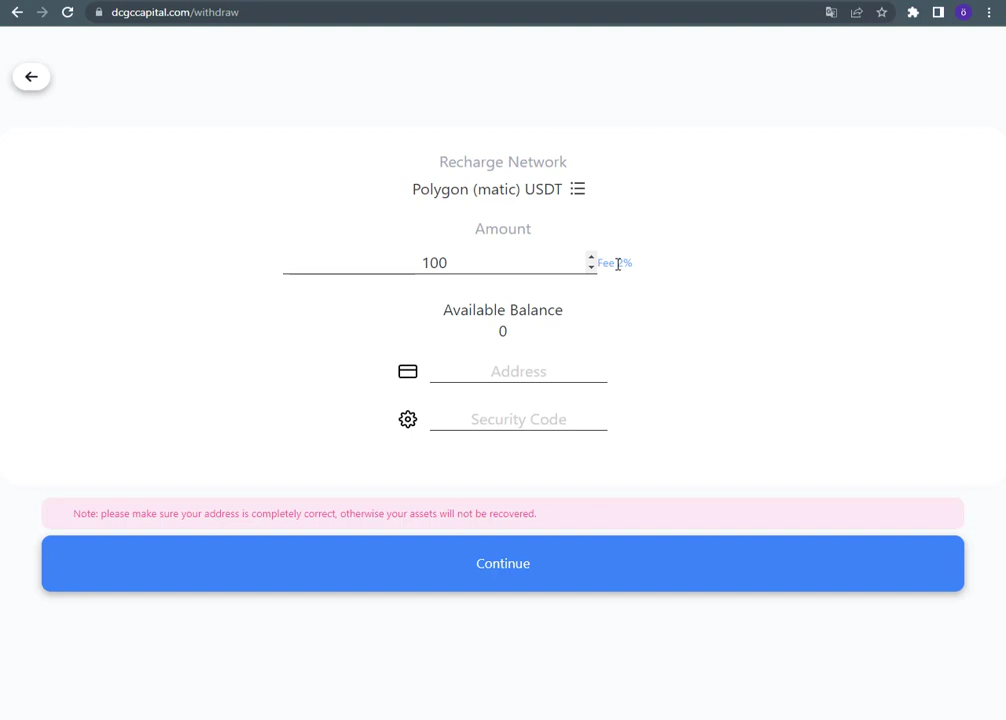 dcgccapital.com/withdraw
ö
Recharge Network
Polygon (matic) USDT
Amount
100
Fee 2%
Available Balance
0
Address
Security Code
Note: please make sure your address is completely correct, otherwise your assets will not be recovered.
Continue